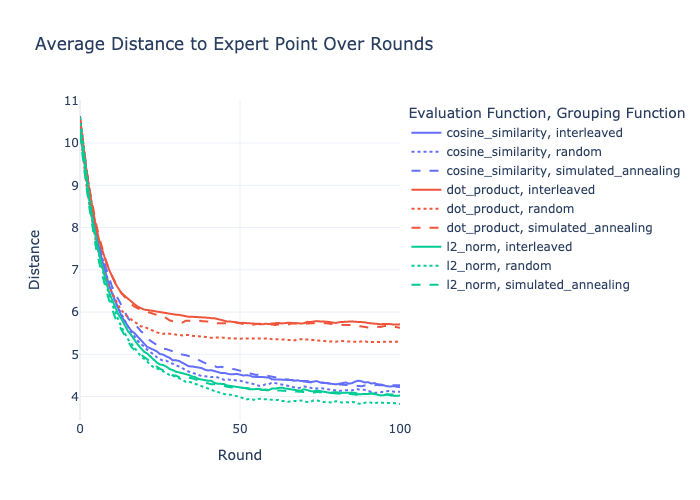 Average Distance to Expert Point Over Rounds
Evaluation Function, Grouping Function
cosine_similarity, interleaved
cosine_similarity, random
cosine_similarity, simulated_annealing
dot_product, interleaved
dot_product, random
dot_product, simulated_annealing
l2_norm, interleaved
l2_norm, random
l2_norm, simulated_annealing
Distance
11
10
9
8
7
6
5
4
0
50
100
Round